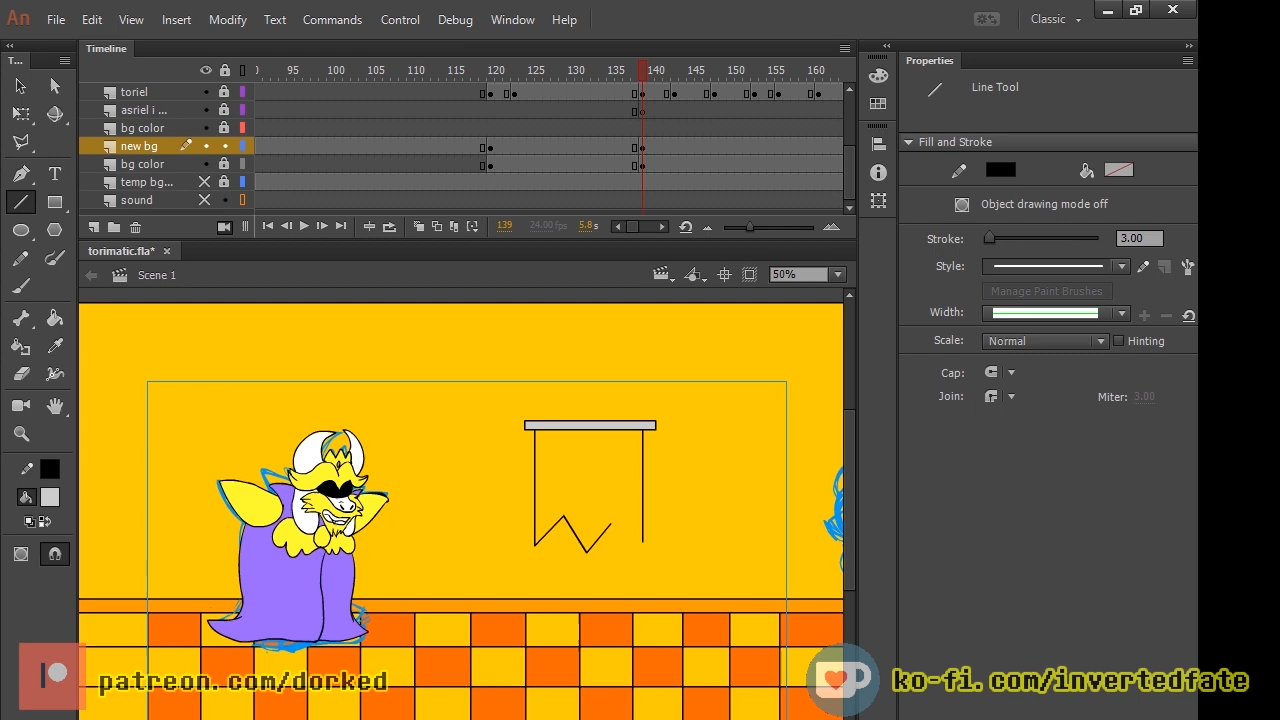 An File Edit View Insert Modify Text Commands Control Debug Window Help Classic
Timeline
T... Properties
95 100 105 110 115 120 125 130 135 140 145 150 155 160
toriel Line Tool
asriel i ...
bg color
new bg Fill and Stroke
bg color
temp bg...
sound
Object drawing mode off
139 24.00 fps 5.8 s
Stroke: 3.00
torimatic.fla* ×
Style:
Scene 1 50%
Manage Paint Brushes
Width:
Scale: Normal Hinting
Cap:
Join: Miter: 3.00
patreon.com/dorked ko-fi.com/invertedfate